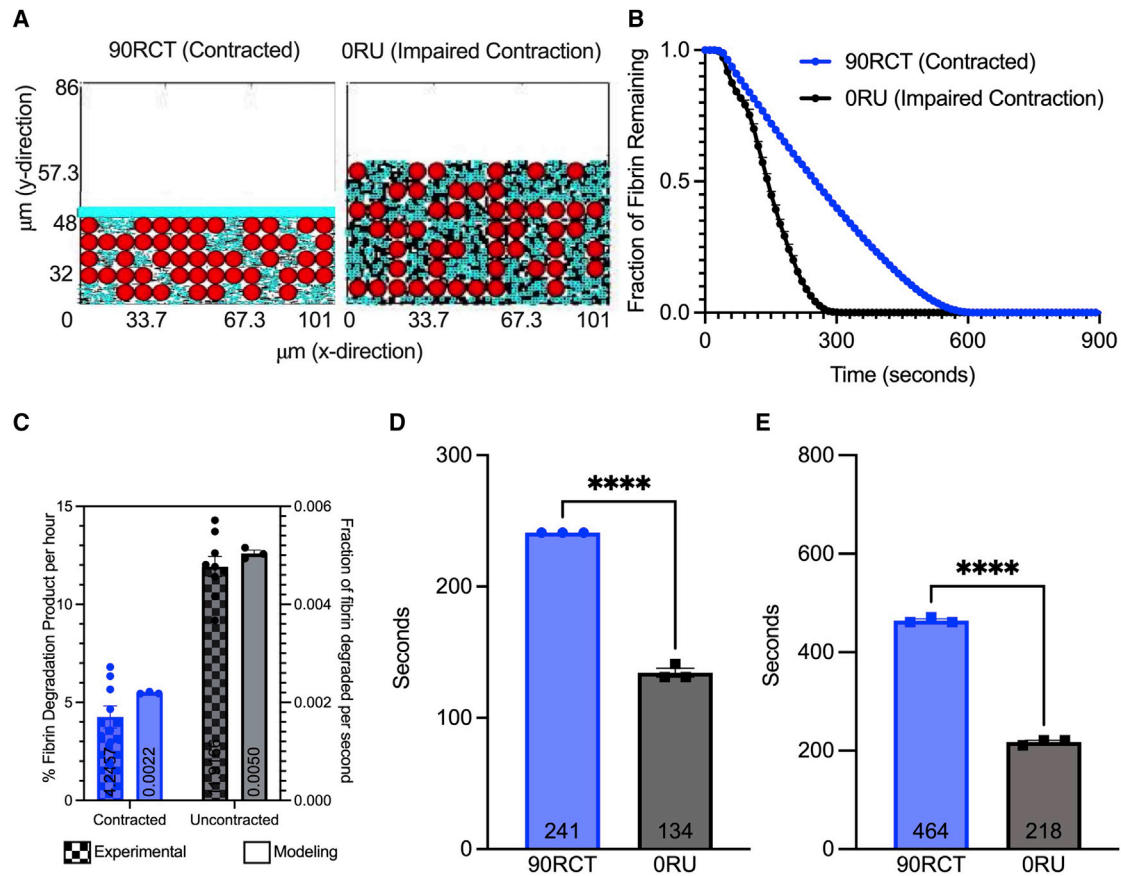 A
90RCT (Contracted)
0RU (Impaired Contraction)
86
57.3
48
32
0
μm (y-direction)
33.7
67.3
101
0
33.7
67.3
101
μm (x-direction)
B
90RCT (Contracted)
0RU (Impaired Contraction)
1.0
0.5
0.0
Fraction of Fibrin Remaining
0
300
600
900
Time (seconds)
C
15
10
5
0
% Fibrin Degradation Product per hour
0.006
0.004
0.002
0.000
Fraction of fibrin degraded per second
4.2457
0.0022
0.0050
Contracted
Uncontracted
Experimental
Modeling
D
300
200
100
0
Seconds
****
241
134
90RCT
0RU
E
800
600
400
200
0
Seconds
****
464
218
90RCT
0RU